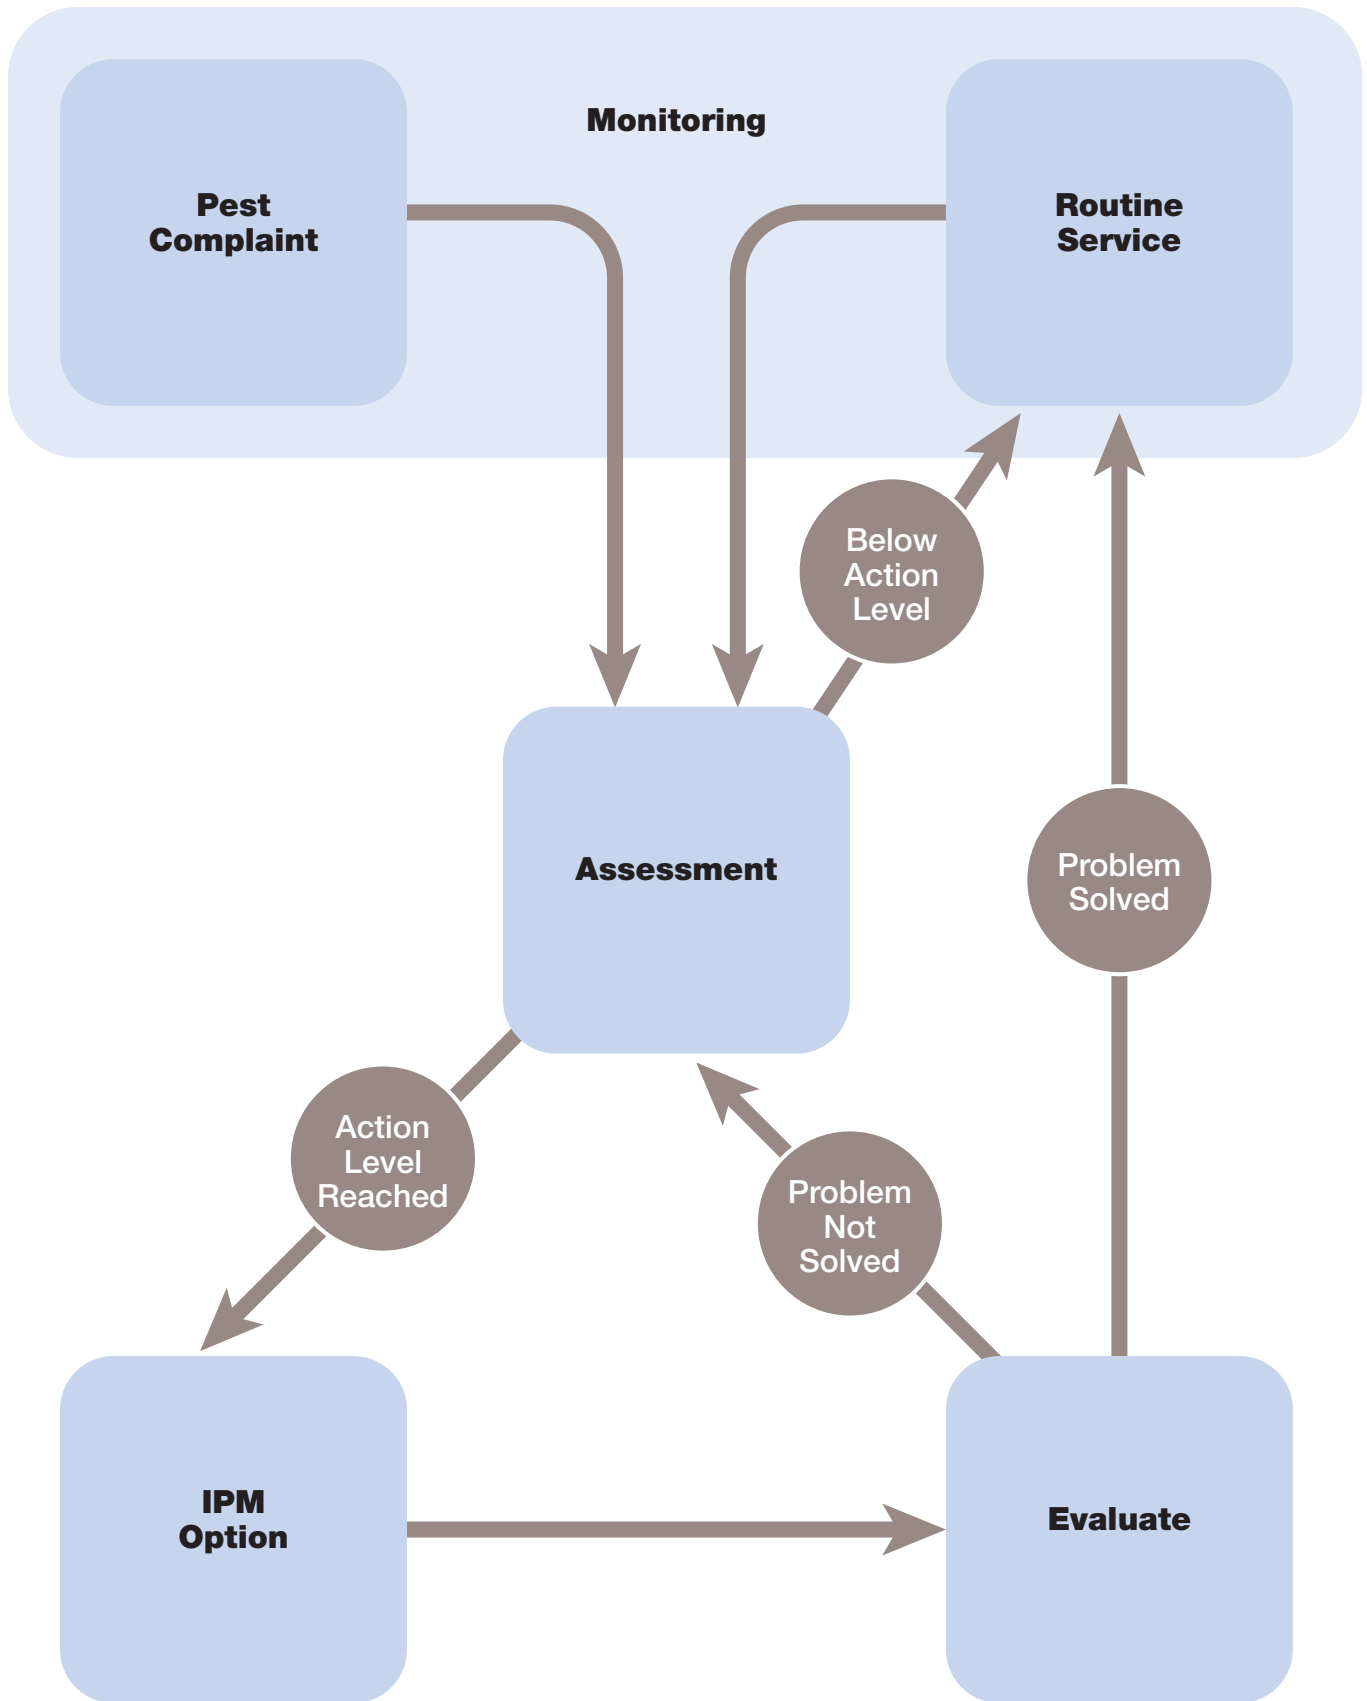 Monitoring
Pest
Complaint
Routine
Service
Below
Action
Level
Assessment
Problem
Solved
Action
Level
Reached
Problem
Not
Solved
IPM
Option
Evaluate